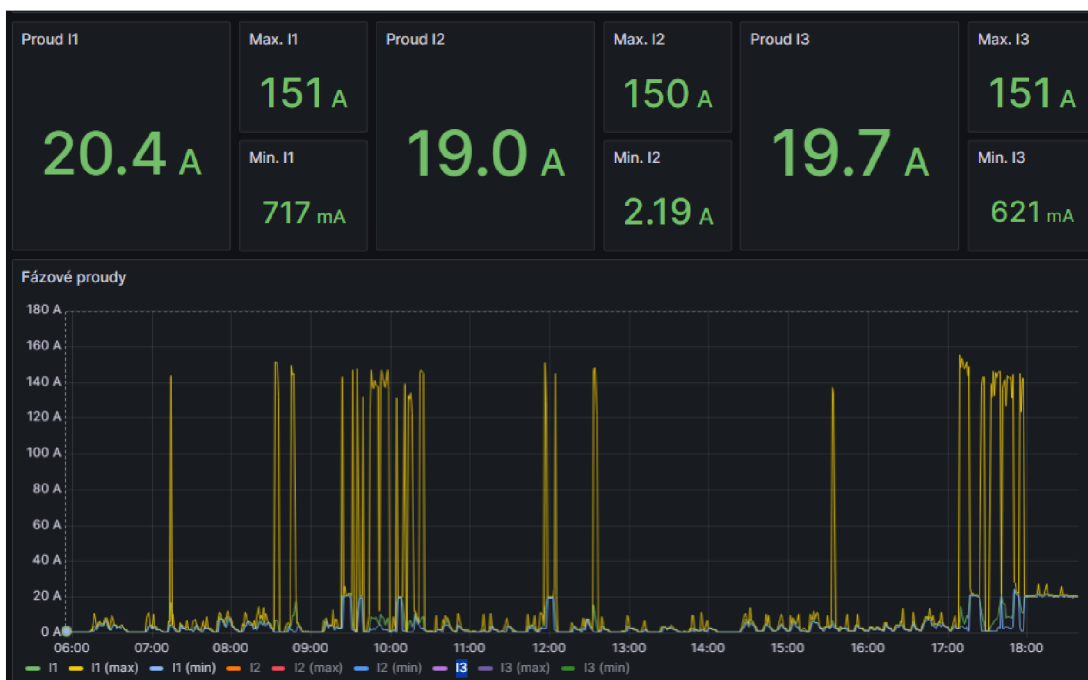 Proud I1
Max. I1
Proud I2
Max. I2
Proud I3
Max. I3
151 A
150 A
151 A
20.4 A
19.0 A
19.7 A
Min. I1
Min. I2
Min. I3
717 mA
2.19 A
621 mA
Fázové proudy
180 A
160 A
140 A
120 A
100 A
80 A
60 A
40 A
20 A
0 A
06:00 07:00 08:00 09:00 10:00 11:00 12:00 13:00 14:00 15:00 16:00 17:00 18:00
I1 I1 (max) I1 (min) I2 I2 (max) I2 (min) I3 I3 (max) I3 (min)